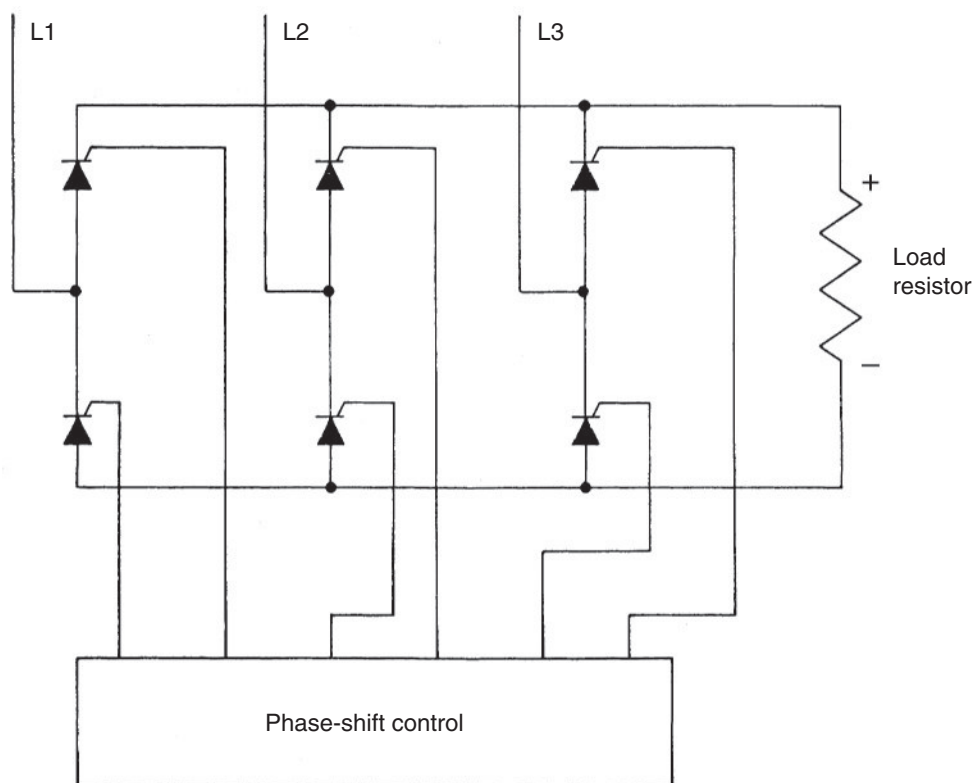 L1
L2
L3
+
Load
resistor
–
Phase-shift control